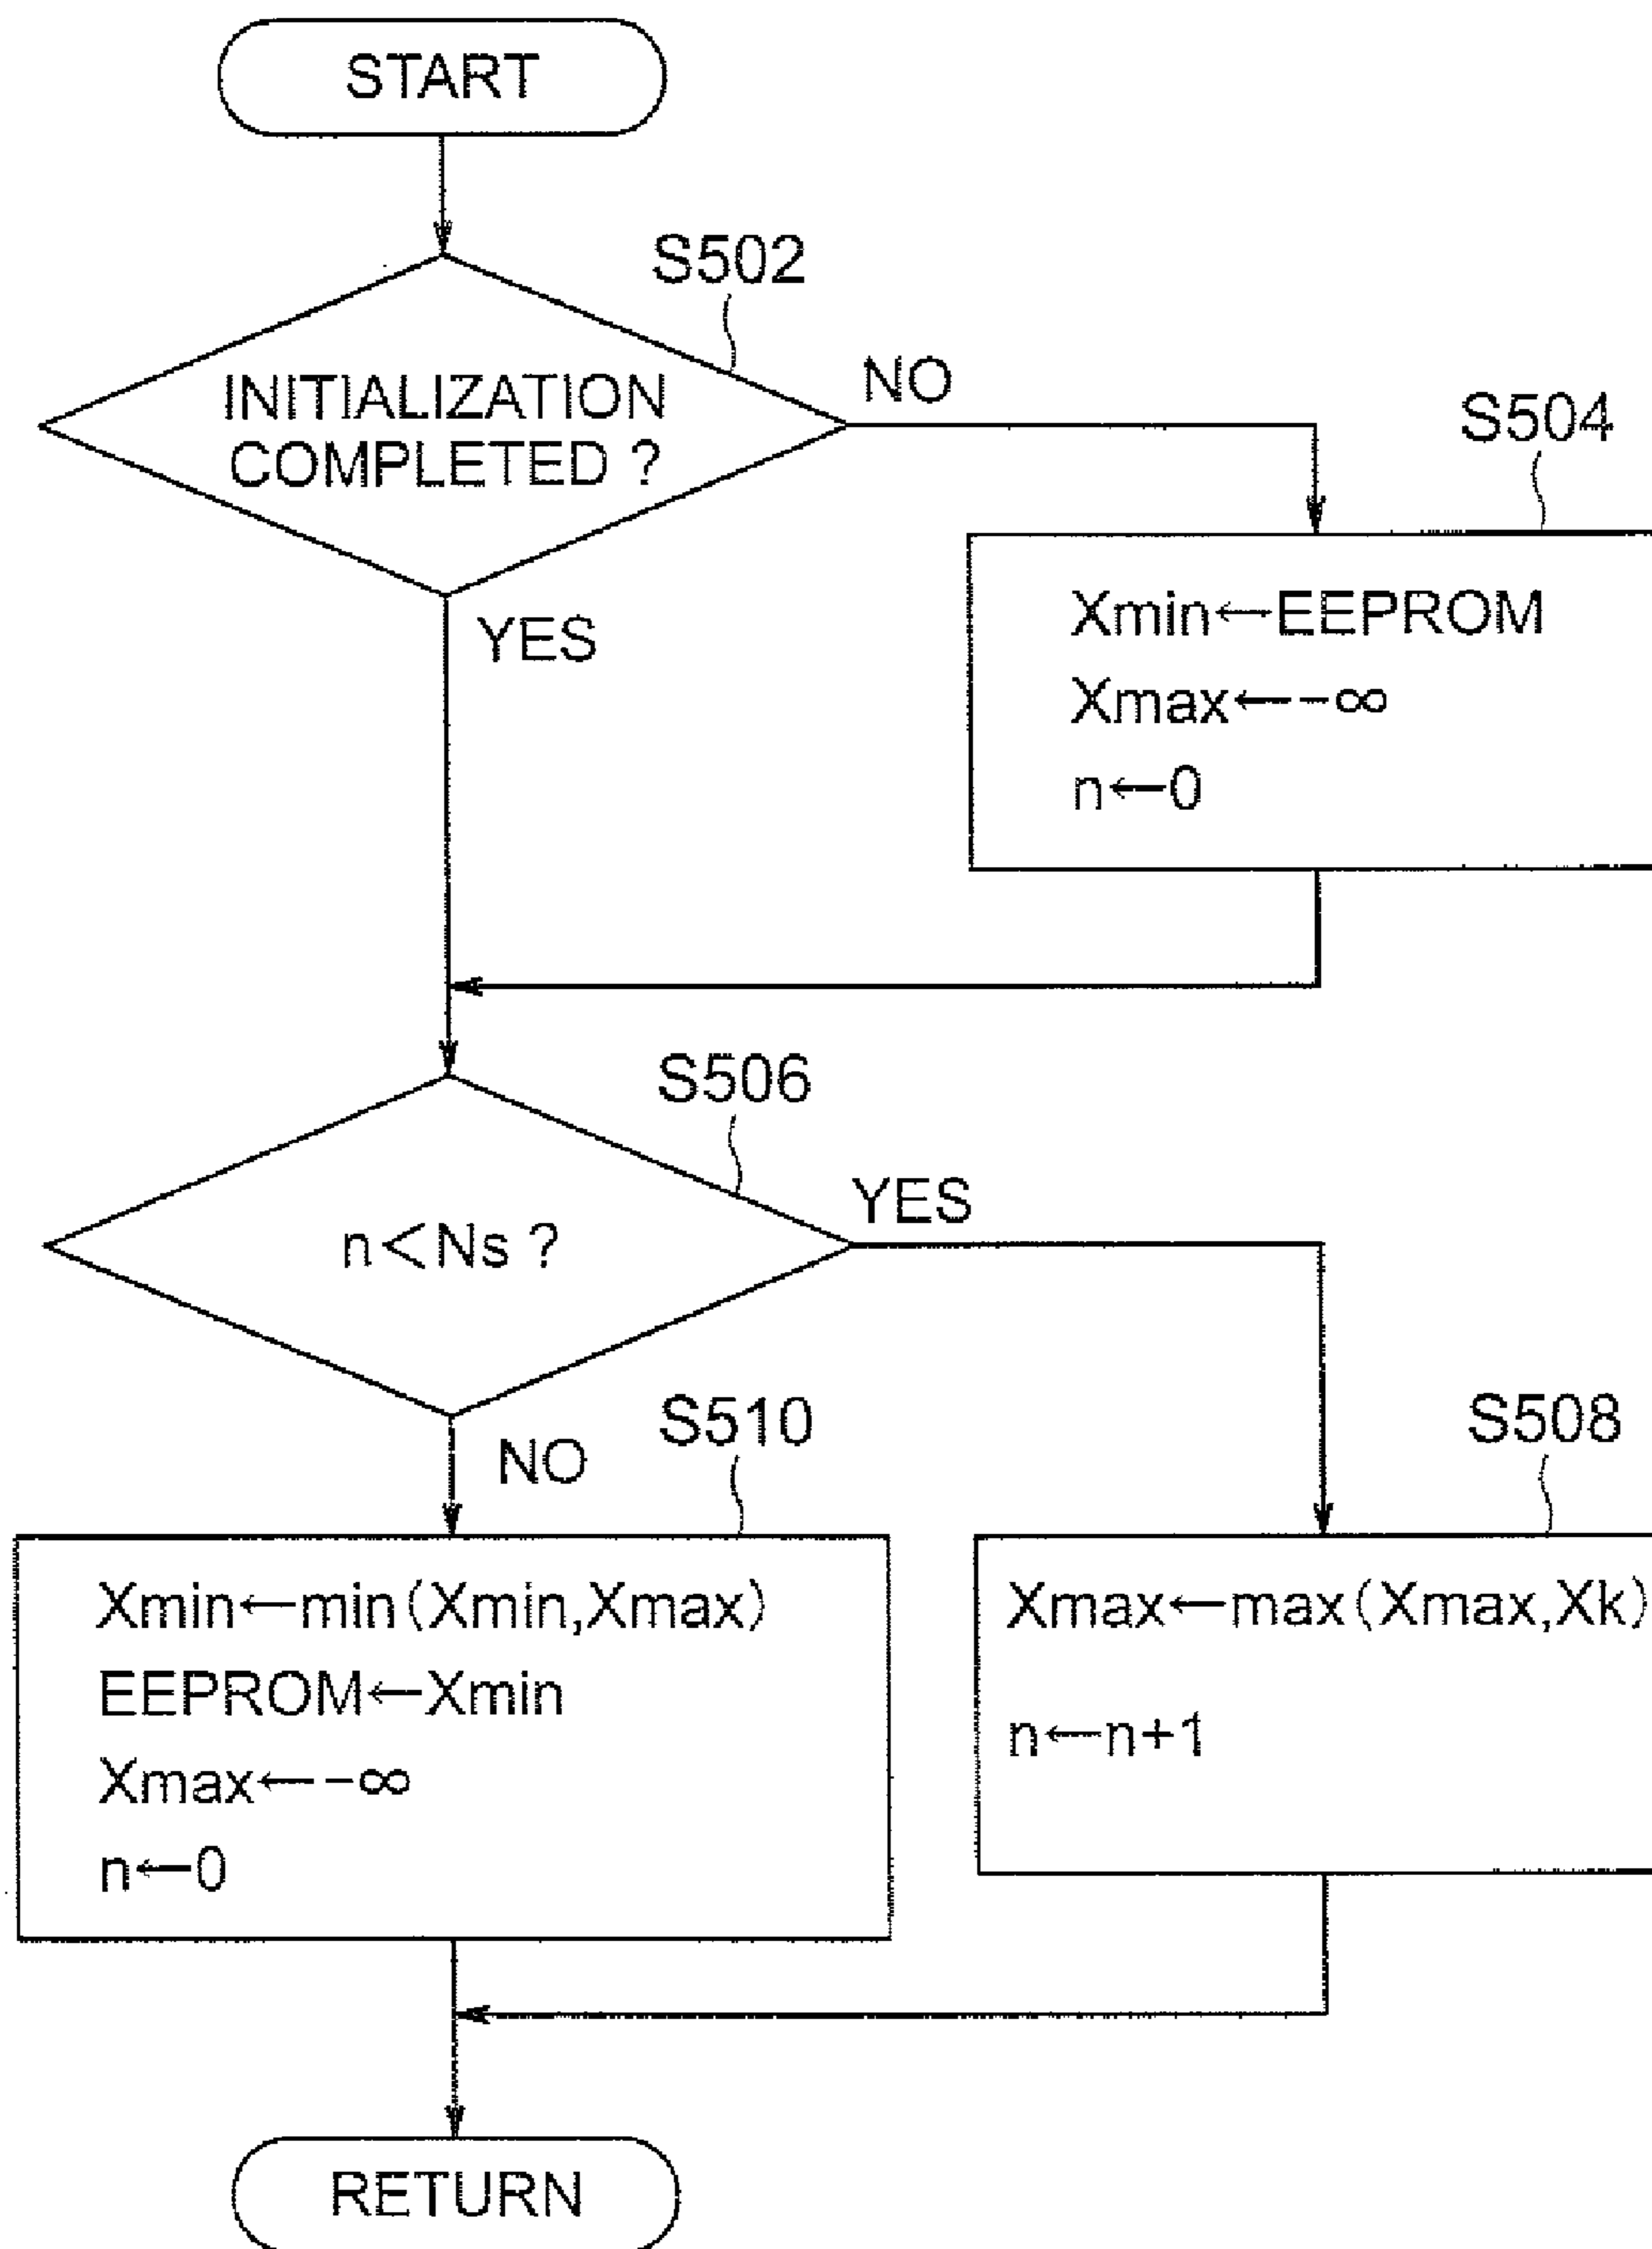 START
S502
INITIALIZATION
COMPLETED ?
NO
S504
YES
Xmin←EEPROM
Xmax←-∞
n←0
S506
n<Ns ?
YES
S510
S508
NO
Xmin←min(Xmin,Xmax)
EEPROM←Xmin
Xmax←-∞
n←0
Xmax←max(Xmax,Xk)
n←n+1
RETURN